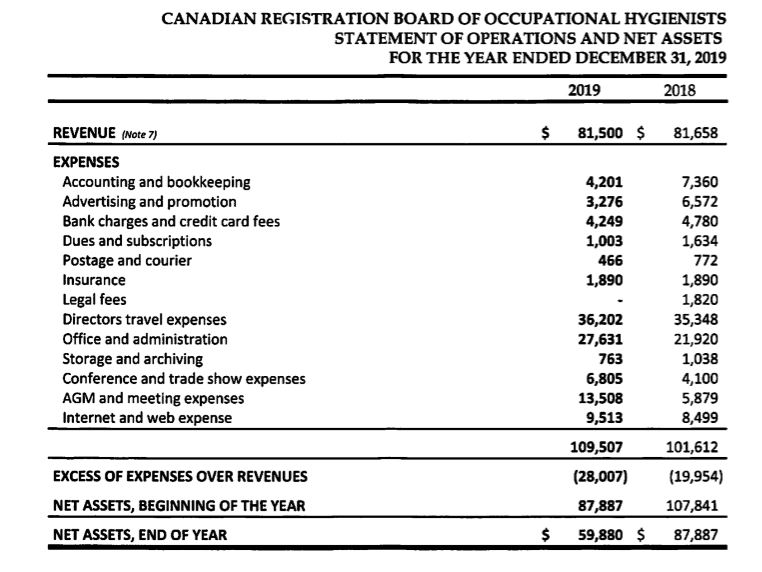 CANADIAN REGISTRATION BOARD OF OCCUPATIONAL HYGIENISTS
STATEMENT OF OPERATIONS AND NET ASSETS
FOR THE YEAR ENDED DECEMBER 31, 2019
2019 2018
REVENUE (Note 7) $ 81,500 $ 81,658
EXPENSES
Accounting and bookkeeping 4,201 7,360
Advertising and promotion 3,276 6,572
Bank charges and credit card fees 4,249 4,780
Dues and subscriptions 1,003 1,634
Postage and courier 466 772
Insurance 1,890 1,890
Legal fees - 1,820
Directors travel expenses 36,202 35,348
Office and administration 27,631 21,920
Storage and archiving 763 1,038
Conference and trade show expenses 6,805 4,100
AGM and meeting expenses 13,508 5,879
Internet and web expense 9,513 8,499
109,507 101,612
EXCESS OF EXPENSES OVER REVENUES (28,007) (19,954)
NET ASSETS, BEGINNING OF THE YEAR 87,887 107,841
NET ASSETS, END OF YEAR $ 59,880 $ 87,887